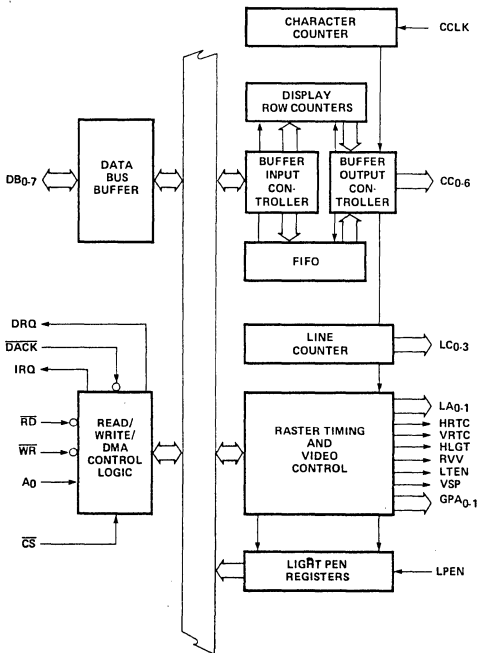 CHARACTER
COUNTER
CCLK
DISPLAY
ROW COUNTERS
DATA
BUS
BUFFER
DB0-7
BUFFER
INPUT
CON-
TROLLER
BUFFER
OUTPUT
CON-
TROLLER
CC0-6
FIFO
DRQ
DACK
IRQ
LINE
COUNTER
LC0-3
RD
WR
A0
CS
READ/
WRITE/
DMA
CONTROL
LOGIC
RASTER TIMING
AND
VIDEO
CONTROL
LA0-1
HRTC
VRTC
HLGT
RVV
LTEN
VSP
GPA0-1
LIGHT PEN
REGISTERS
LPEN